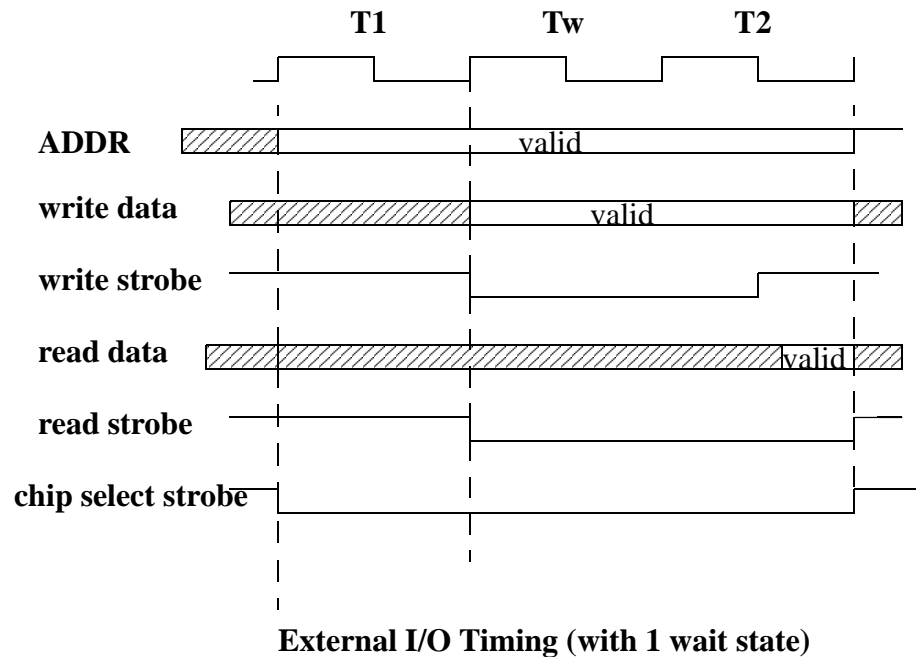 T1 Tw T2
ADDR valid
write data valid
write strobe
read data valid
read strobe
chip select strobe
External I/O Timing (with 1 wait state)